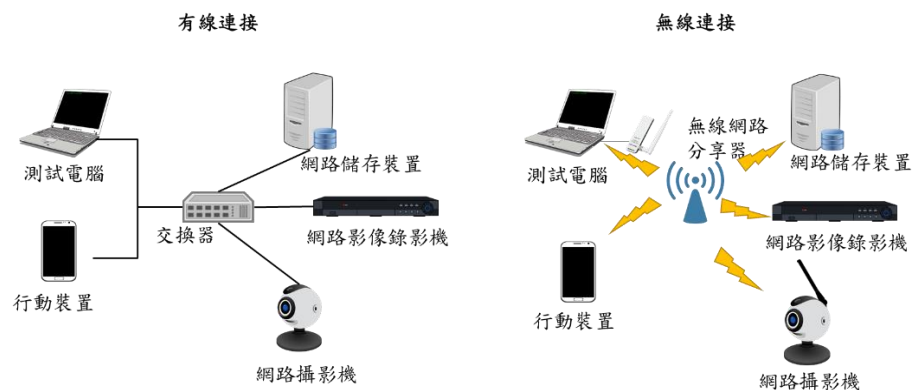 有線連接
測試電腦
網路儲存裝置
交換器
網路影像錄影機
行動裝置
網路攝影機
無線連接
測試電腦
無線網路
分享器
網路儲存裝置
網路影像錄影機
行動裝置
網路攝影機